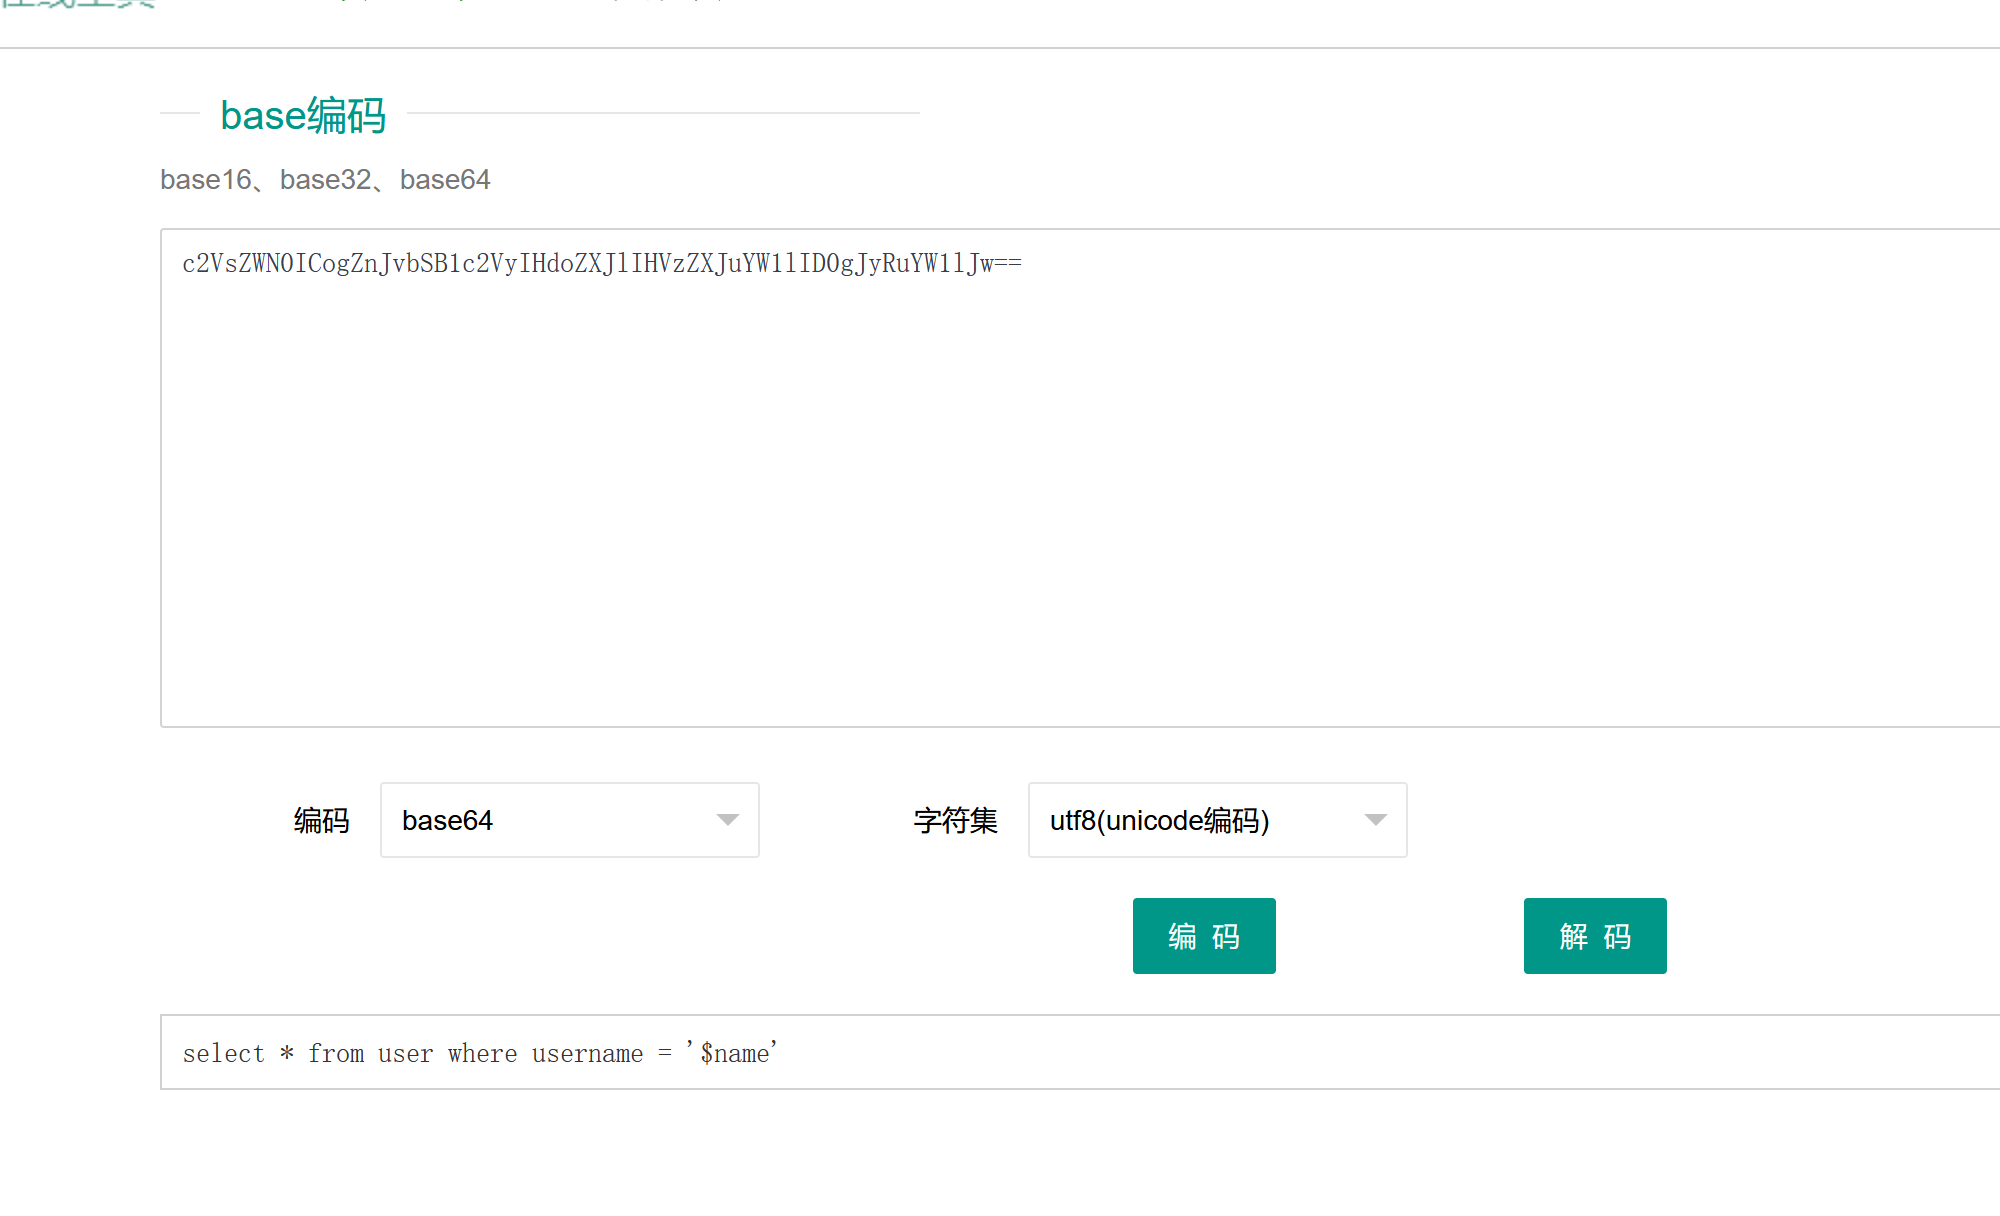 base编码
base16、base32、base64
c2VsZWN0ICogZnJvbSB1c2VyIHdoZXJlIHVzZXJuYW1lID0gJyRuYW1lJw==
编码 base64 字符集 utf8(unicode编码)
编 码 解 码
select * from user where username = '$name'